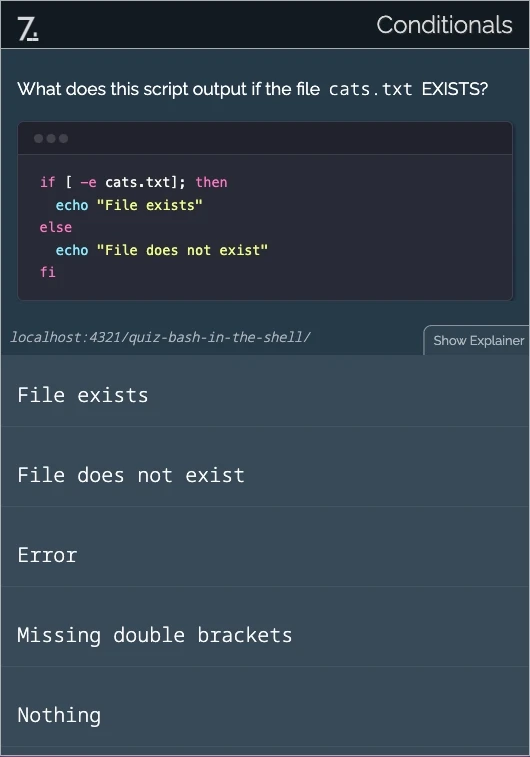 7.
Conditionals
What does this script output if the file cats.txt EXISTS?
if [ -e cats.txt]; then
  echo "File exists"
else
  echo "File does not exist"
fi
localhost:4321/quiz-bash-in-the-shell/
Show Explainer
File exists
File does not exist
Error
Missing double brackets
Nothing